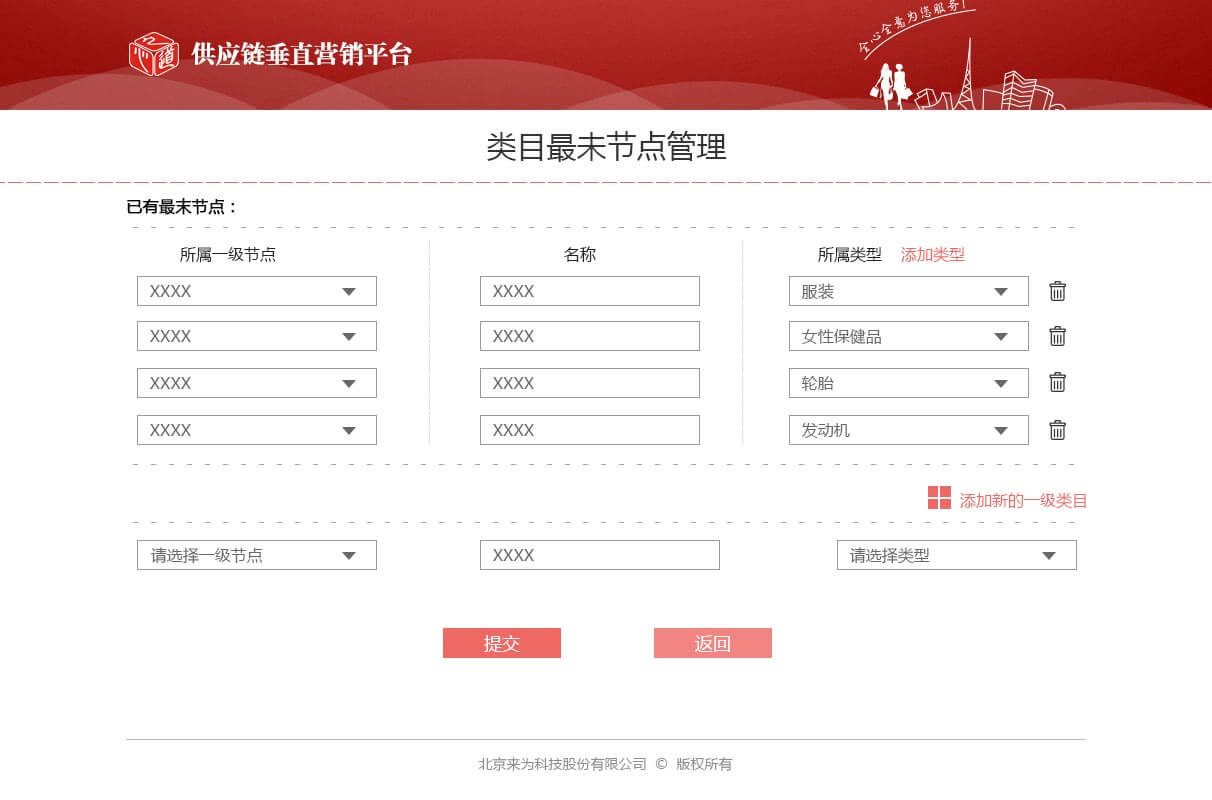 全心全意为您服务！
供应链垂直营销平台
类目最末节点管理
已有最末节点：
所属一级节点 名称 所属类型 添加类型
XXXX XXXX 服装
XXXX XXXX 女性保健品
XXXX XXXX 轮胎
XXXX XXXX 发动机
添加新的一级类目
请选择一级节点 XXXX 请选择类型
提交 返回
北京来为科技股份有限公司 © 版权所有